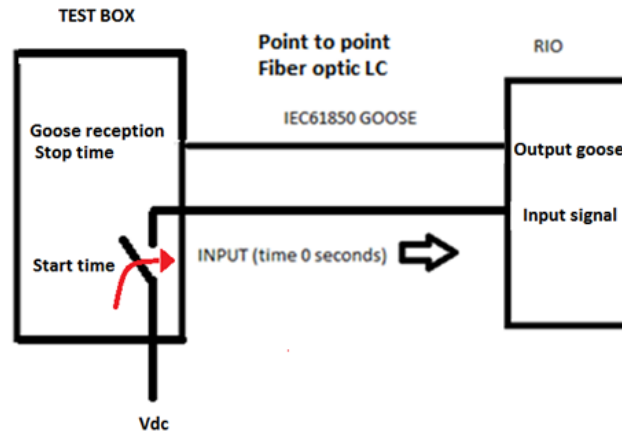 TEST BOX
Point to point
Fiber optic LC
RIO
IEC61850 GOOSE
Goose reception
Stop time
Output goose
Input signal
Start time
INPUT (time 0 seconds)
Vdc